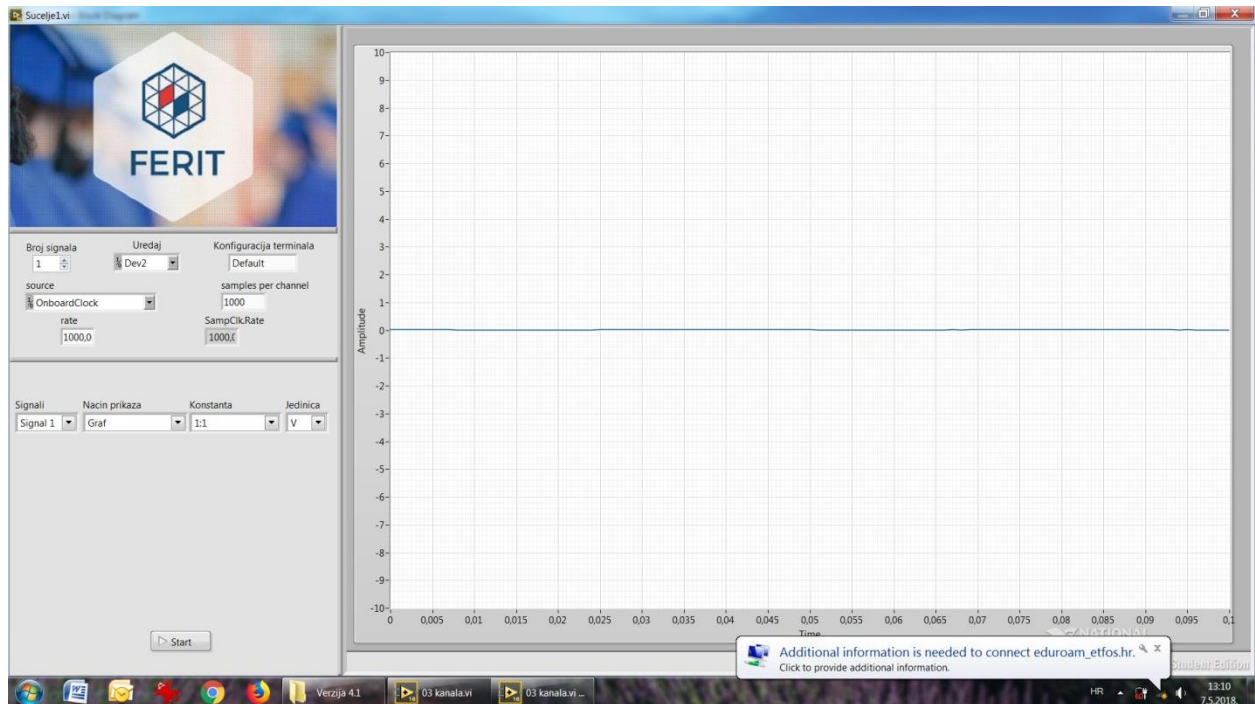 Sucelje1.vi
FERIT
Broj signala
Uredaj
Konfiguracija terminala
1
Dev2
Default
source
samples per channel
OnboardClock
1000
rate
SampClk.Rate
1000,0
1000,(
Signali
Nacin prikaza
Konstanta
Jedinica
Signal 1
Graf
1:1
V
Start
Amplitude
10
9
8
7
6
5
4
3
2
1
0
-1
-2
-3
-4
-5
-6
-7
-8
-9
-10
0 0,005 0,01 0,015 0,02 0,025 0,03 0,035 0,04 0,045 0,05 0,055 0,06 0,065 0,07 0,075 0,08 0,085 0,09 0,095 0,1
Time
NATIONAL
Additional information is needed to connect eduroam_etfos.hr.
Click to provide additional information.
Student Edition
Verzija 4.1
03 kanala.vi
03 kanala.vi ...
HR
13:10
7.5.2018.